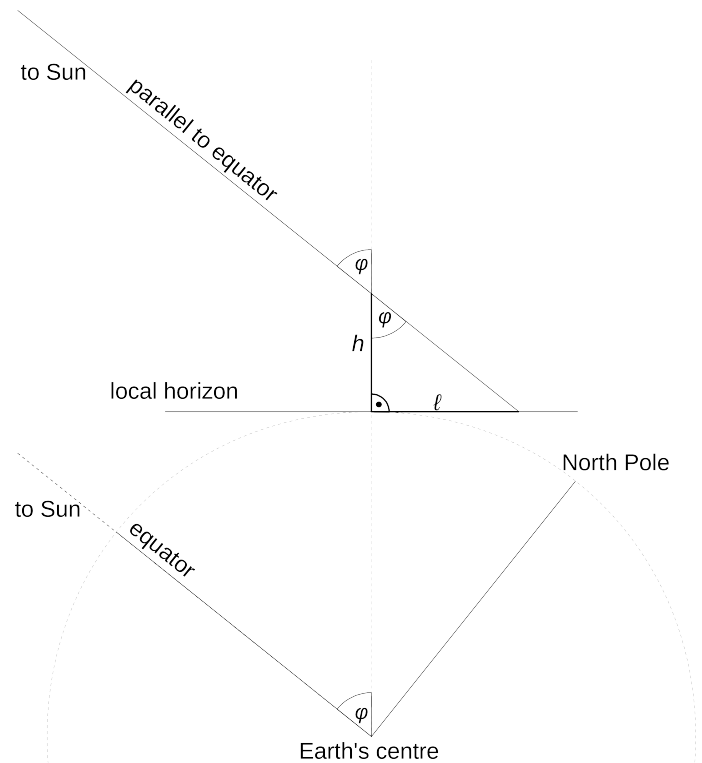 to Sun
parallel to equator
φ
φ
h
local horizon
ℓ
North Pole
to Sun
equator
φ
Earth's centre